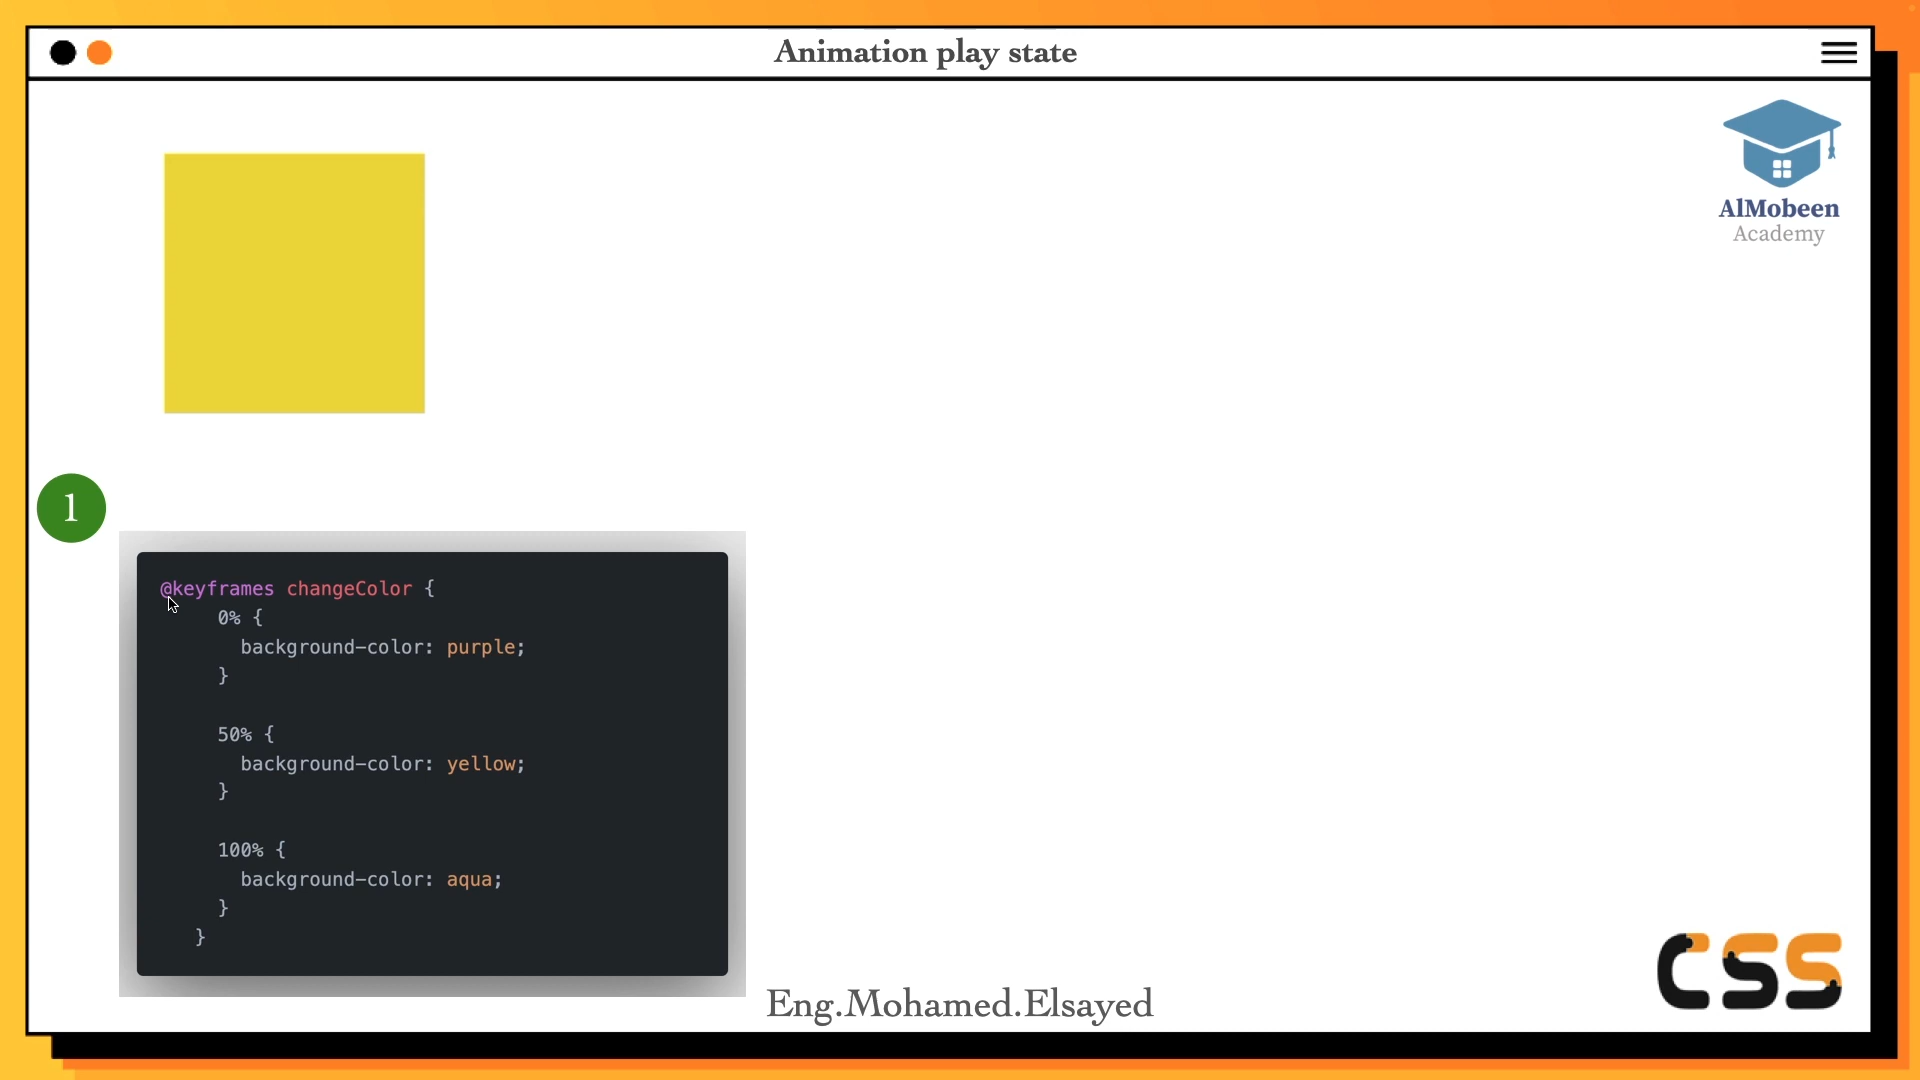 Animation play state
AlMobeen
Academy
1
@keyframes changeColor {
0% {
background-color: purple;
}
50% {
background-color: yellow;
}
100% {
background-color: aqua;
}
}
Eng.Mohamed.Elsayed
CSS